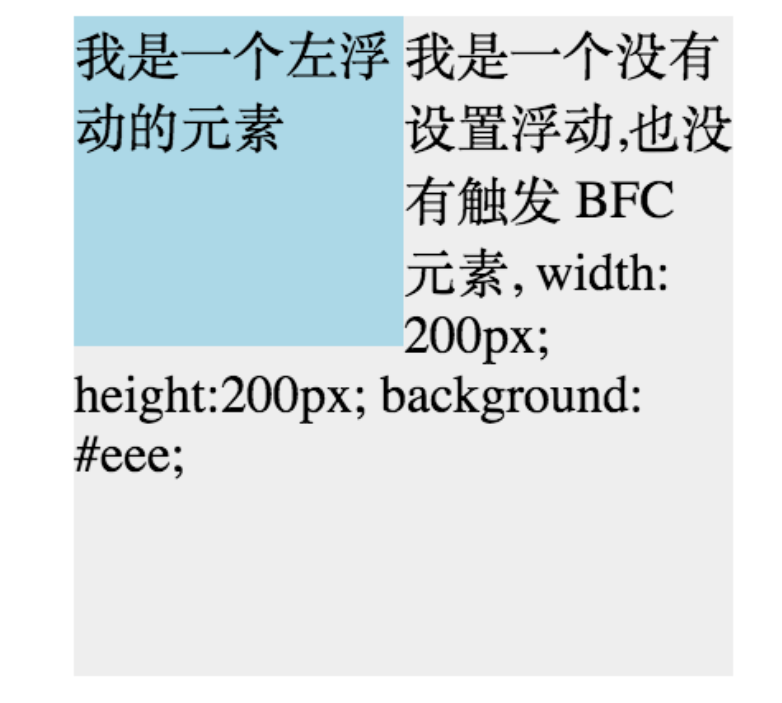 我是一个左浮
动的元素
我是一个没有
设置浮动,也没
有触发 BFC
元素, width:
200px;
height:200px; background:
#eee;